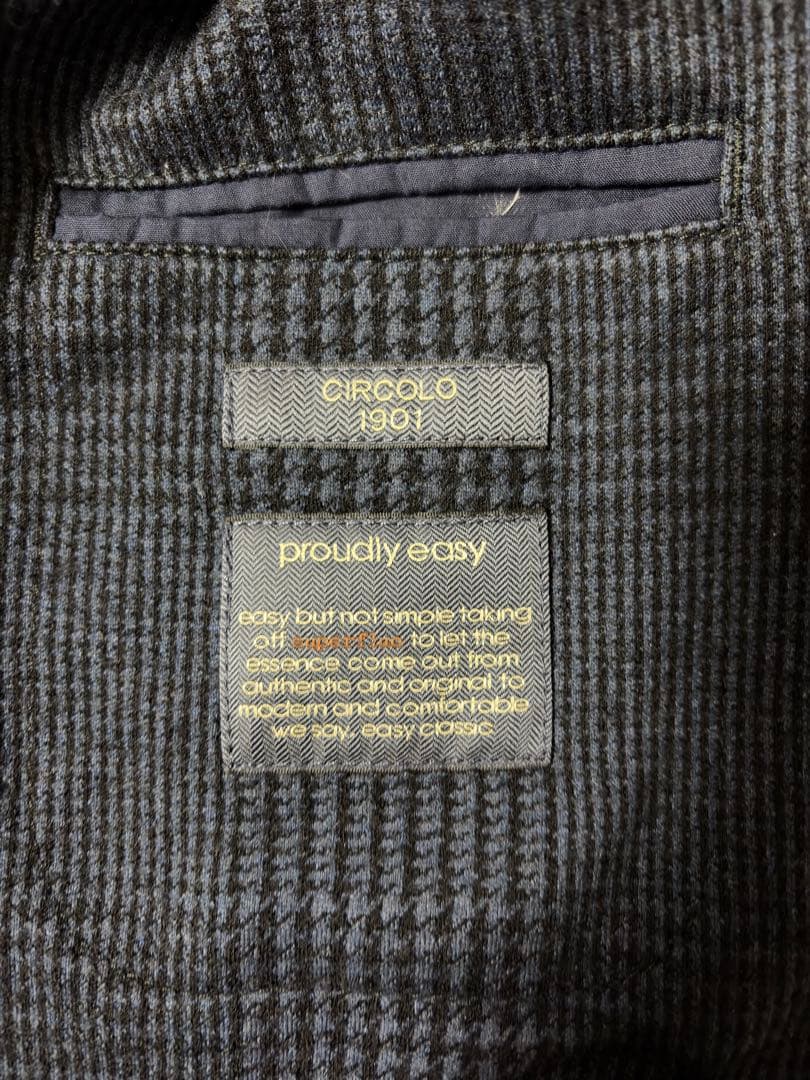 CIRCOLO
1901
proudly easy
easy but not simple taking
off superfluo to let the
essence come out from
authentic and original to
modern and comfortable
we say, easy classic